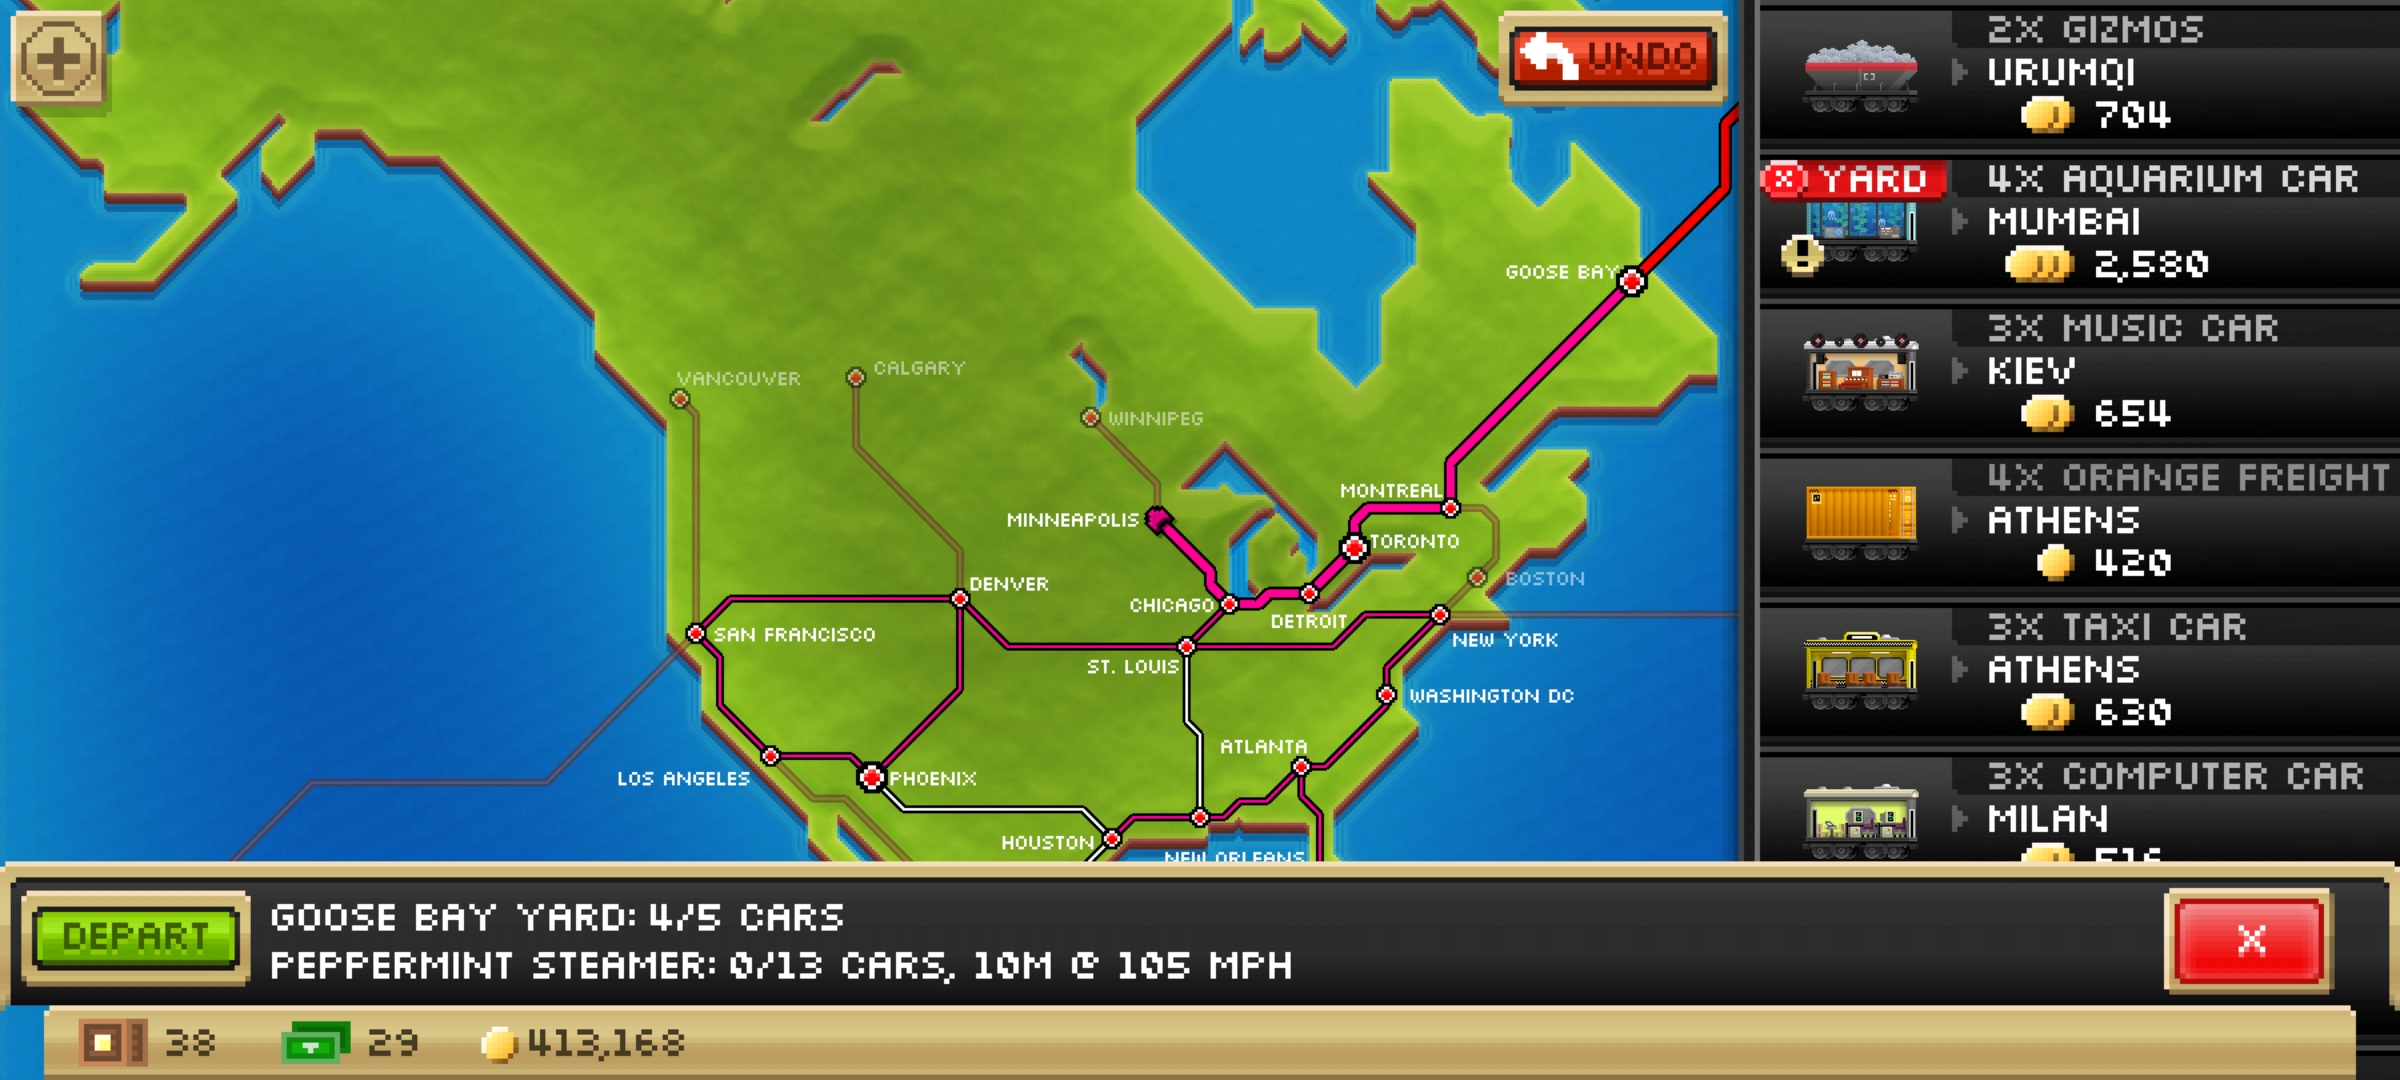 UNDO
GOOSE BAY
VANCOUVER
CALGARY
WINNIPEG
MONTREAL
MINNEAPOLIS
TORONTO
BOSTON
DENVER
CHICAGO
DETROIT
SAN FRANCISCO
NEW YORK
ST. LOUIS
WASHINGTON DC
ATLANTA
LOS ANGELES
PHOENIX
HOUSTON
NEW ORLEANS
2X GIZMOS
URUMQI
704
YARD
4X AQUARIUM CAR
MUMBAI
2,580
3X MUSIC CAR
KIEV
654
4X ORANGE FREIGHT
ATHENS
420
3X TAXI CAR
ATHENS
630
3X COMPUTER CAR
MILAN
DEPART
GOOSE BAY YARD: 4/5 CARS
PEPPERMINT STEAMER: 0/13 CARS, 10M @ 105 MPH
X
38
29
413,168